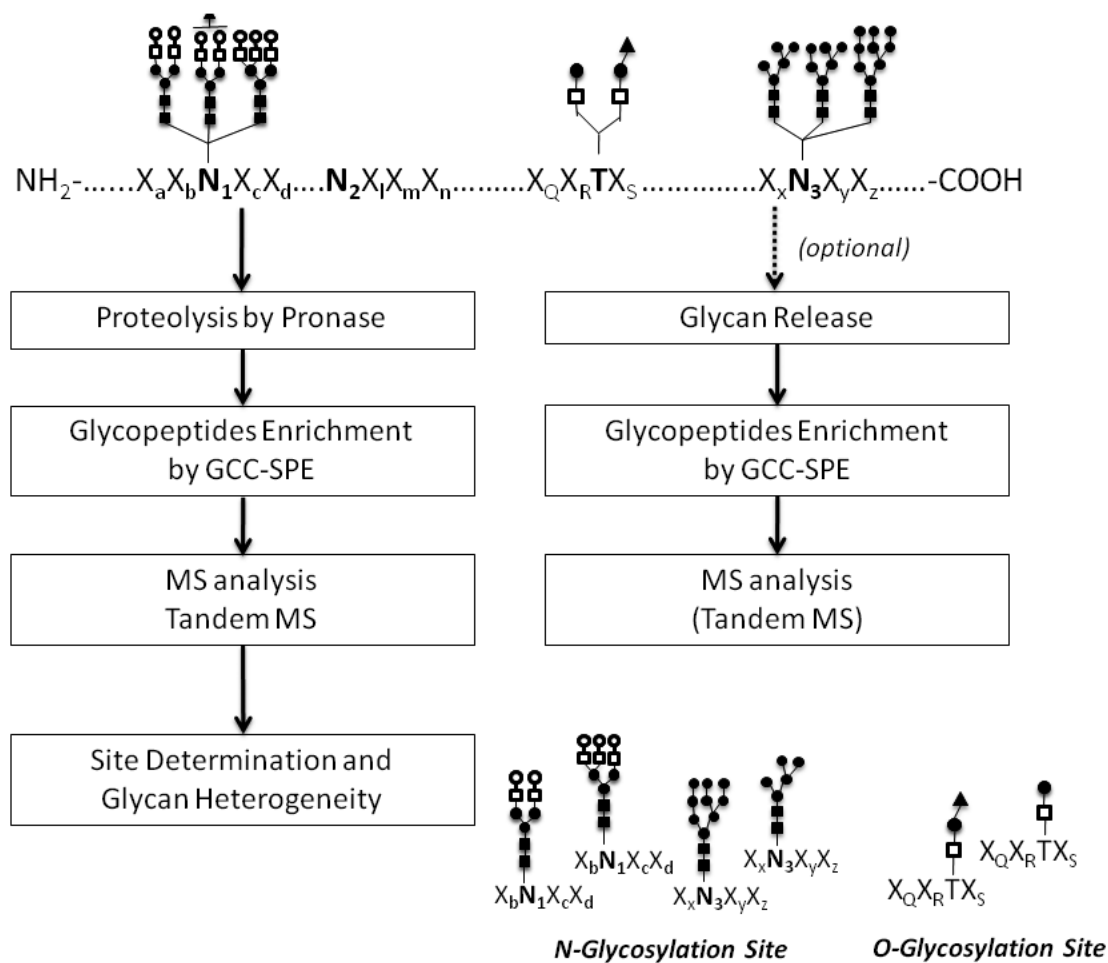 NH2-......XaXbN1XcXd....N2XlXmXn.........XQXRTXS..............XxN3XyXz......-COOH
(optional)
Proteolysis by Pronase
Glycan Release
Glycopeptides Enrichment
by GCC-SPE
Glycopeptides Enrichment
by GCC-SPE
MS analysis
Tandem MS
MS analysis
(Tandem MS)
Site Determination and
Glycan Heterogeneity
XbN1XcXd
XbN1XcXd
XxN3XyXz
XxN3XyXz
XQXRTXS
XQXRTXS
N-Glycosylation Site
O-Glycosylation Site